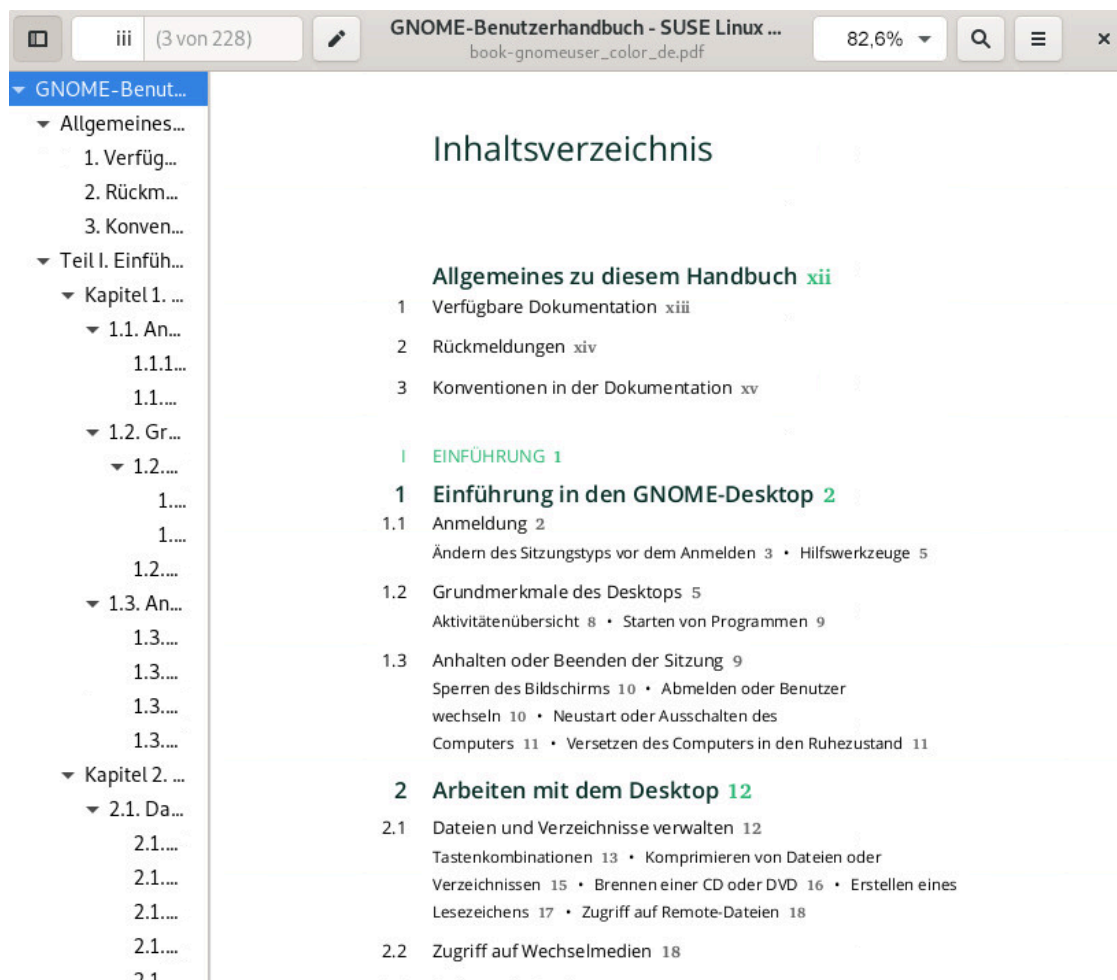 iii (3 von 228)
GNOME-Benutzerhandbuch - SUSE Linux ...
book-gnomeuser_color_de.pdf
82,6%
GNOME-Benut...
Allgemeines...
1. Verfüg...
2. Rückm...
3. Konven...
Teil I. Einfüh...
Kapitel 1. ...
1.1. An...
1.1.1...
1.1....
1.2. Gr...
1.2....
1....
1....
1.2....
1.3. An...
1.3....
1.3....
1.3....
1.3....
Kapitel 2. ...
2.1. Da...
2.1....
2.1....
2.1....
2.1....
2.1
Inhaltsverzeichnis
Allgemeines zu diesem Handbuch xii
1 Verfügbare Dokumentation xiii
2 Rückmeldungen xiv
3 Konventionen in der Dokumentation xv
I EINFÜHRUNG 1
1 Einführung in den GNOME-Desktop 2
1.1 Anmeldung 2
Ändern des Sitzungstyps vor dem Anmelden 3 • Hilfswerkzeuge 5
1.2 Grundmerkmale des Desktops 5
Aktivitätenübersicht 8 • Starten von Programmen 9
1.3 Anhalten oder Beenden der Sitzung 9
Sperren des Bildschirms 10 • Abmelden oder Benutzer
wechseln 10 • Neustart oder Ausschalten des
Computers 11 • Versetzen des Computers in den Ruhezustand 11
2 Arbeiten mit dem Desktop 12
2.1 Dateien und Verzeichnisse verwalten 12
Tastenkombinationen 13 • Komprimieren von Dateien oder
Verzeichnissen 15 • Brennen einer CD oder DVD 16 • Erstellen eines
Lesezeichens 17 • Zugriff auf Remote-Dateien 18
2.2 Zugriff auf Wechselmedien 18